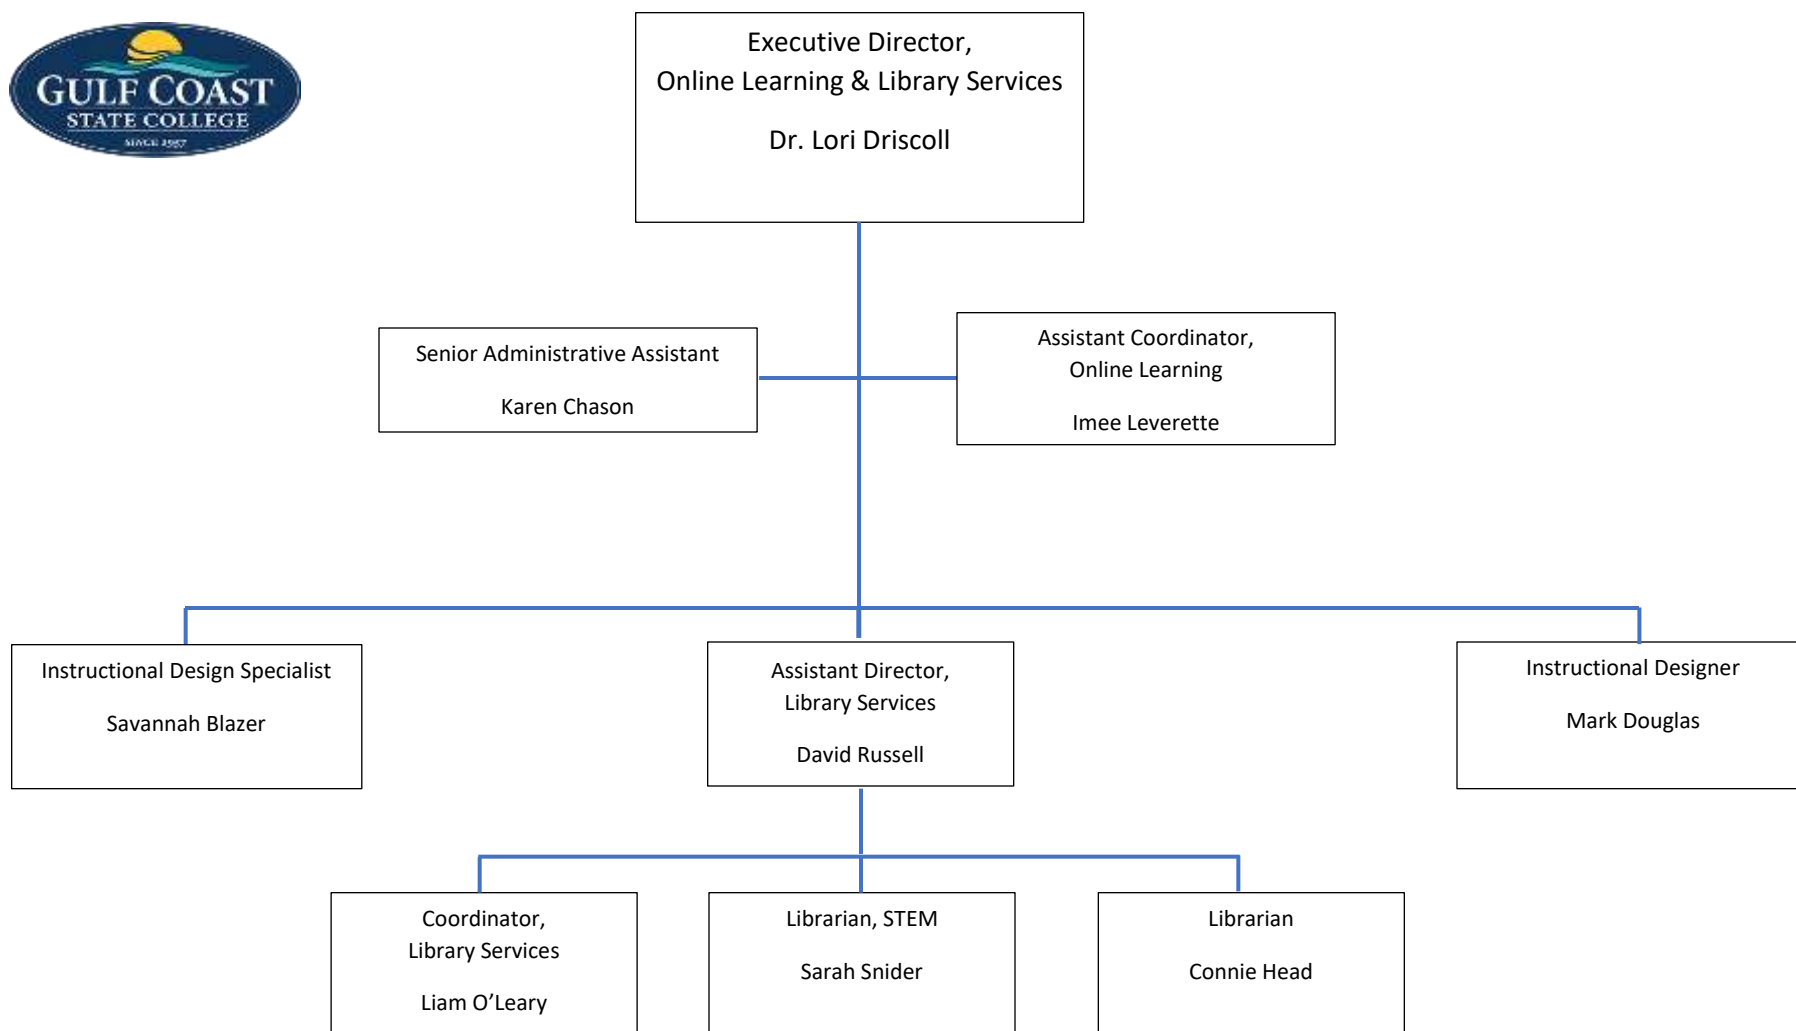 GULF COAST
STATE COLLEGE
SINCE 1957
Executive Director,
Online Learning & Library Services
Dr. Lori Driscoll
Senior Administrative Assistant
Karen Chason
Assistant Coordinator,
Online Learning
Imee Leverette
Instructional Design Specialist
Savannah Blazer
Assistant Director,
Library Services
David Russell
Instructional Designer
Mark Douglas
Coordinator,
Library Services
Liam O’Leary
Librarian, STEM
Sarah Snider
Librarian
Connie Head